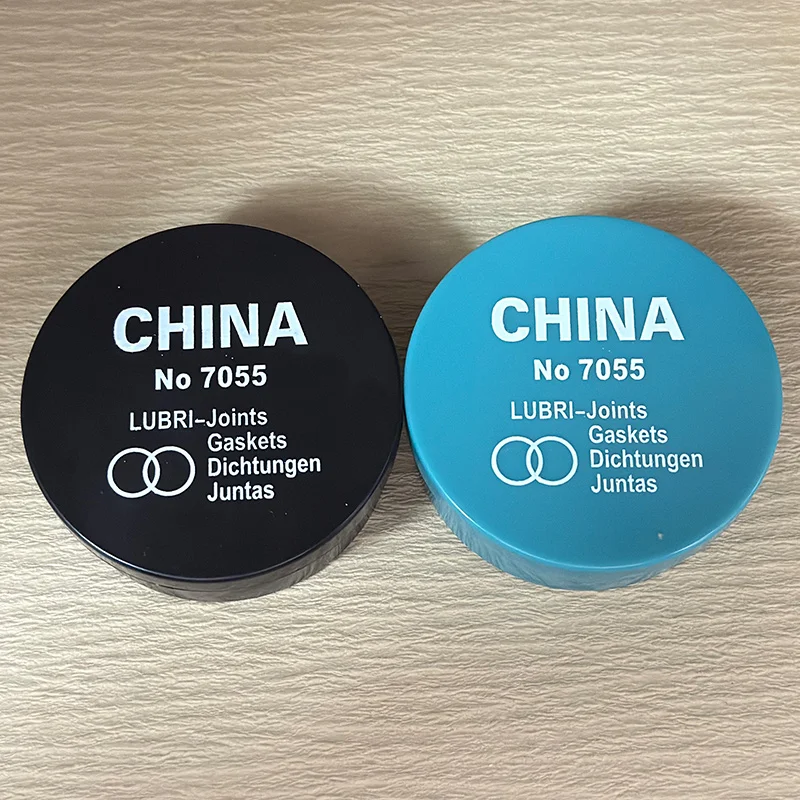 CHINA
No 7055
LUBRI-Joints
Gaskets
Dichtungen
Juntas
CHINA
No 7055
LUBRI-Joints
Gaskets
Dichtungen
Juntas